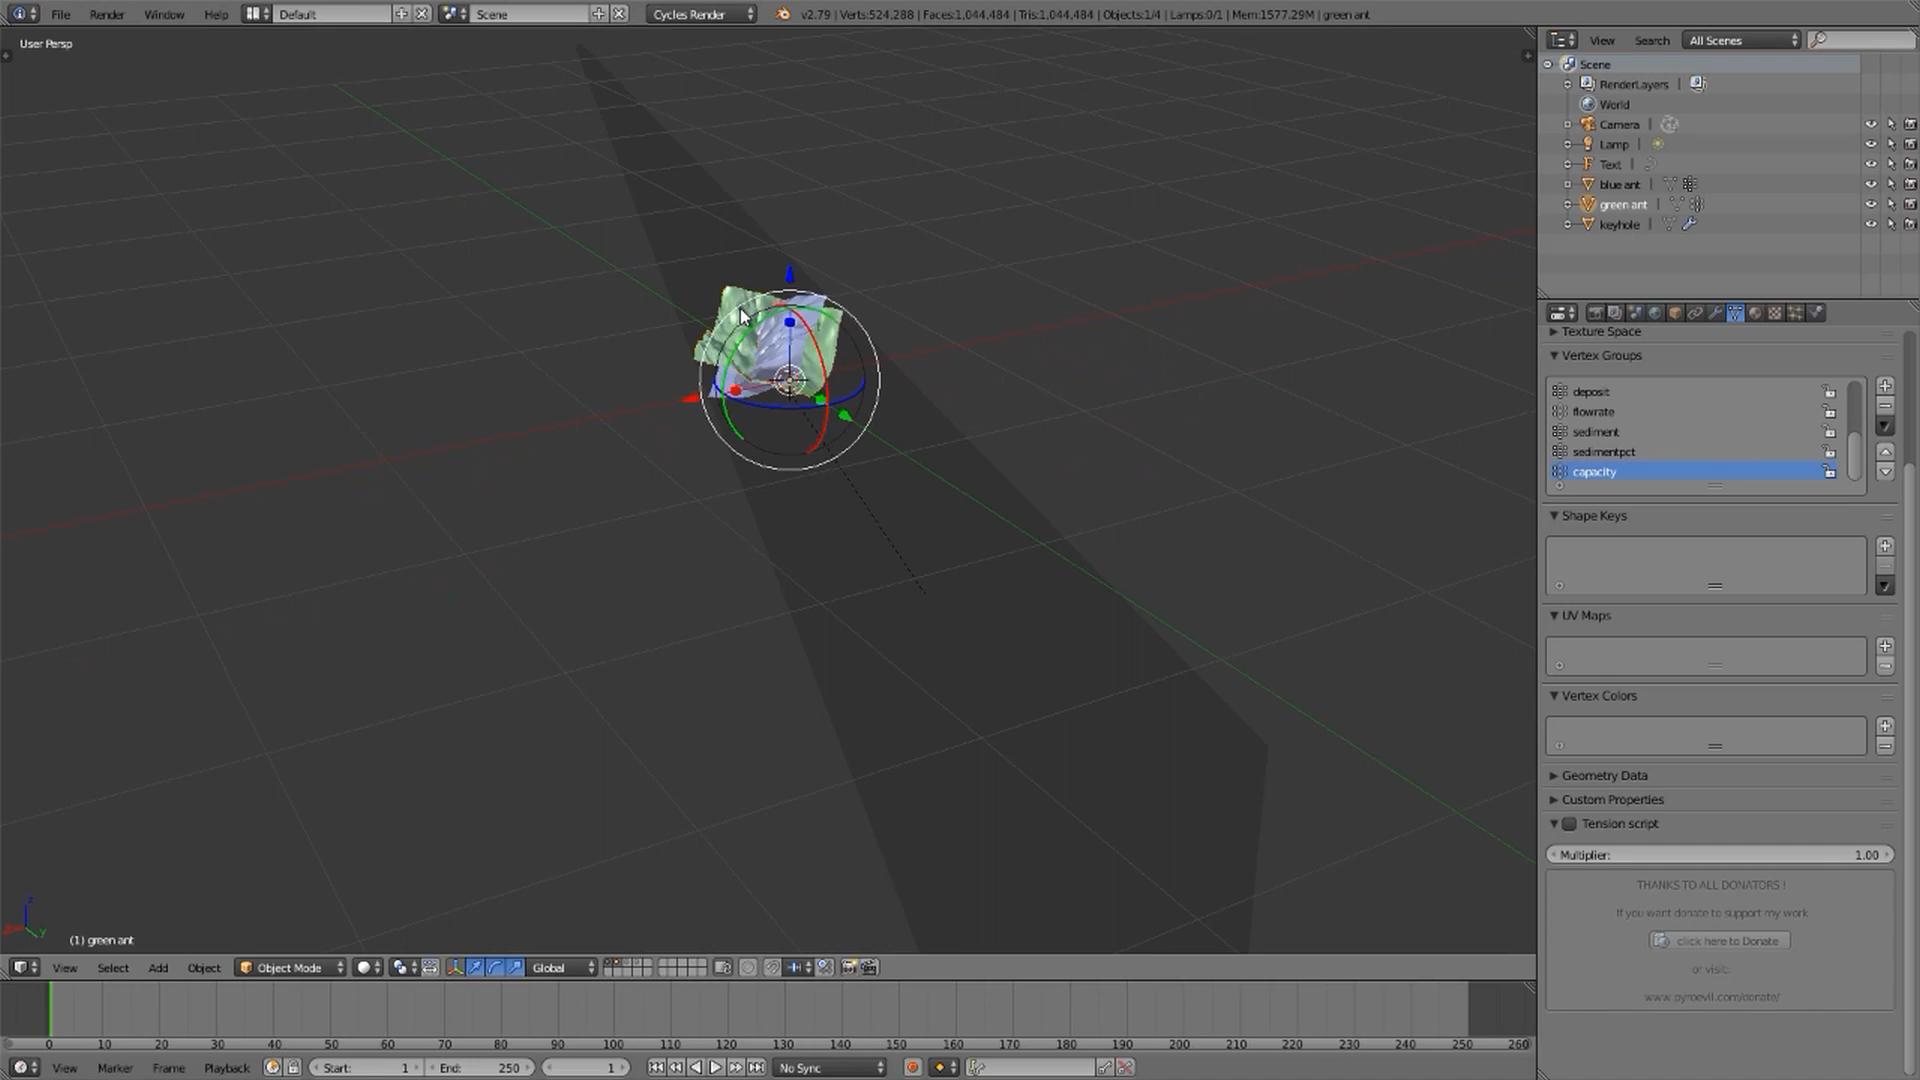 File Render Window Help Default Scene Cycles Render v2.79 | Verts:524,288 | Faces:1,044,484 | Tris:1,044,484 | Objects:1/4 | Lamps:0/1 | Mem:1577.29M | green ant
User Persp
View Search All Scenes
Scene
RenderLayers |
World
Camera |
Lamp |
Text |
blue ant |
green ant |
keyhole |
Texture Space
Vertex Groups
deposit
flowrate
sediment
sedimentpct
capacity
Shape Keys
UV Maps
Vertex Colors
Geometry Data
Custom Properties
Tension script
Multiplier: 1.00
THANKS TO ALL DONATORS !
If you want donate to support my work
click here to Donate
or visit:
www.pyroevil.com/donate/
z
y
(1) green ant
View Select Add Object Object Mode Global
0 10 20 30 40 50 60 70 80 90 100 110 120 130 140 150 160 170 180 190 200 210 220 230 240 250 260
View Marker Frame Playback Start: 1 End: 250 1 No Sync